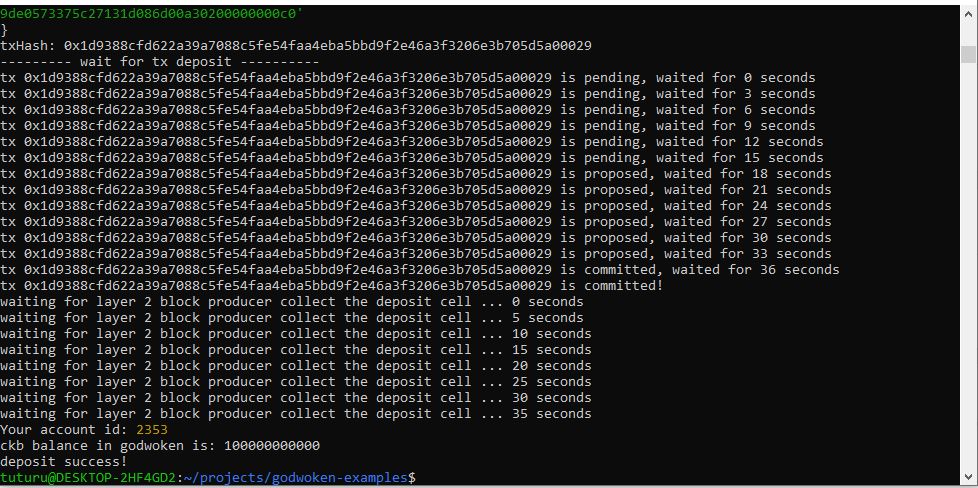 9de0573375c27131d086d00a30200000000c0'
}
txHash: 0x1d9388cfd622a39a7088c5fe54faa4eba5bbd9f2e46a3f3206e3b705d5a00029
--------- wait for tx deposit ----------
tx 0x1d9388cfd622a39a7088c5fe54faa4eba5bbd9f2e46a3f3206e3b705d5a00029 is pending, waited for 0 seconds
tx 0x1d9388cfd622a39a7088c5fe54faa4eba5bbd9f2e46a3f3206e3b705d5a00029 is pending, waited for 3 seconds
tx 0x1d9388cfd622a39a7088c5fe54faa4eba5bbd9f2e46a3f3206e3b705d5a00029 is pending, waited for 6 seconds
tx 0x1d9388cfd622a39a7088c5fe54faa4eba5bbd9f2e46a3f3206e3b705d5a00029 is pending, waited for 9 seconds
tx 0x1d9388cfd622a39a7088c5fe54faa4eba5bbd9f2e46a3f3206e3b705d5a00029 is pending, waited for 12 seconds
tx 0x1d9388cfd622a39a7088c5fe54faa4eba5bbd9f2e46a3f3206e3b705d5a00029 is pending, waited for 15 seconds
tx 0x1d9388cfd622a39a7088c5fe54faa4eba5bbd9f2e46a3f3206e3b705d5a00029 is proposed, waited for 18 seconds
tx 0x1d9388cfd622a39a7088c5fe54faa4eba5bbd9f2e46a3f3206e3b705d5a00029 is proposed, waited for 21 seconds
tx 0x1d9388cfd622a39a7088c5fe54faa4eba5bbd9f2e46a3f3206e3b705d5a00029 is proposed, waited for 24 seconds
tx 0x1d9388cfd622a39a7088c5fe54faa4eba5bbd9f2e46a3f3206e3b705d5a00029 is proposed, waited for 27 seconds
tx 0x1d9388cfd622a39a7088c5fe54faa4eba5bbd9f2e46a3f3206e3b705d5a00029 is proposed, waited for 30 seconds
tx 0x1d9388cfd622a39a7088c5fe54faa4eba5bbd9f2e46a3f3206e3b705d5a00029 is proposed, waited for 33 seconds
tx 0x1d9388cfd622a39a7088c5fe54faa4eba5bbd9f2e46a3f3206e3b705d5a00029 is committed, waited for 36 seconds
tx 0x1d9388cfd622a39a7088c5fe54faa4eba5bbd9f2e46a3f3206e3b705d5a00029 is committed!
waiting for layer 2 block producer collect the deposit cell ... 0 seconds
waiting for layer 2 block producer collect the deposit cell ... 5 seconds
waiting for layer 2 block producer collect the deposit cell ... 10 seconds
waiting for layer 2 block producer collect the deposit cell ... 15 seconds
waiting for layer 2 block producer collect the deposit cell ... 20 seconds
waiting for layer 2 block producer collect the deposit cell ... 25 seconds
waiting for layer 2 block producer collect the deposit cell ... 30 seconds
waiting for layer 2 block producer collect the deposit cell ... 35 seconds
Your account id: 2353
ckb balance in godwoken is: 100000000000
deposit success!
tuturu@DESKTOP-2HF4GD2:~/projects/godwoken-examples$